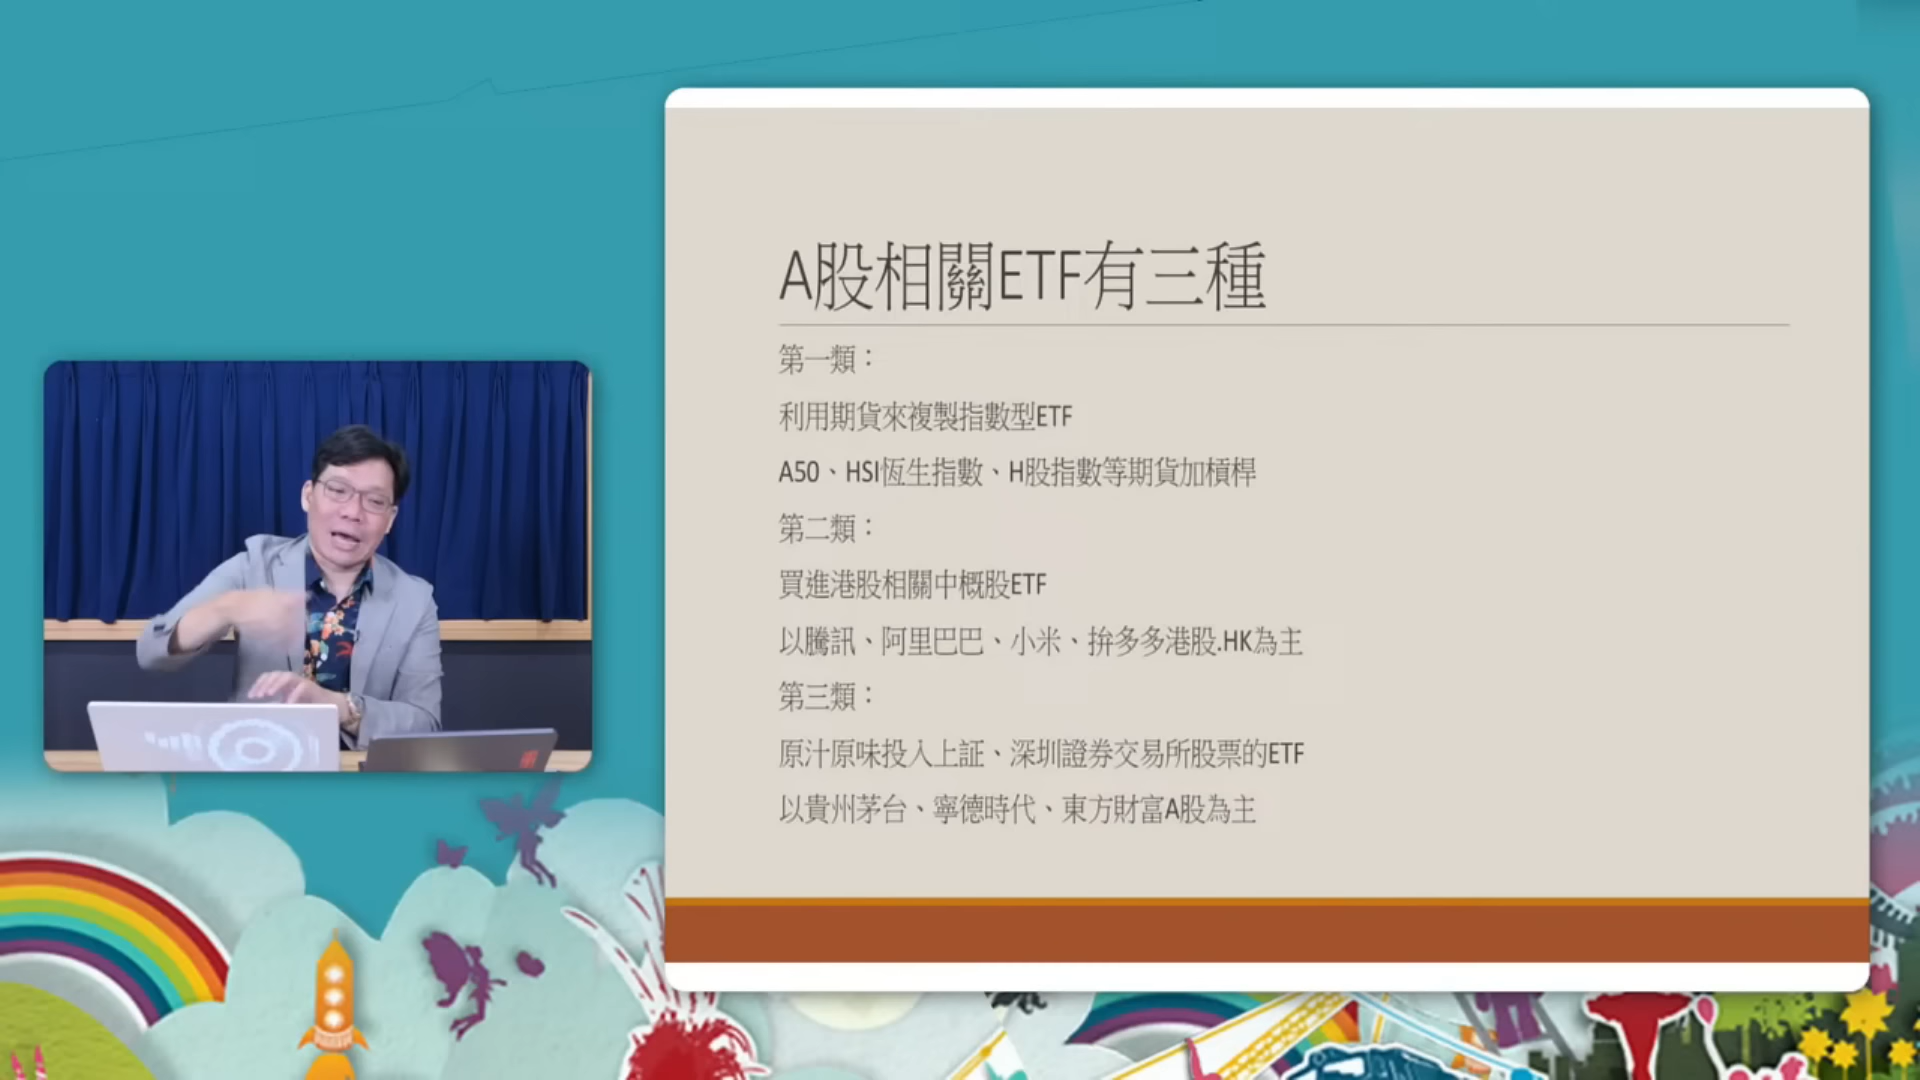 A股相關ETF有三種
第一類：
利用期貨來複製指數型ETF
A50、HSI恆生指數、H股指數等期貨加槓桿
第二類：
買進港股相關中概股ETF
以騰訊、阿里巴巴、小米、拚多多港股.HK為主
第三類：
原汁原味投入上証、深圳證券交易所股票的ETF
以貴州茅台、寧德時代、東方財富A股為主